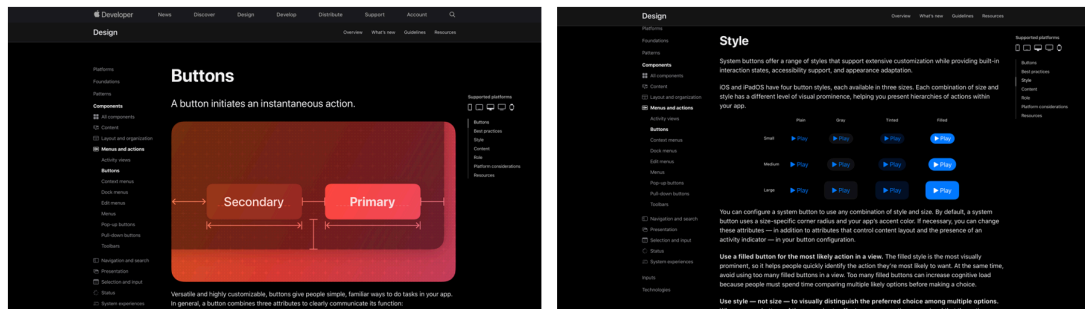 Developer
News
Discover
Design
Develop
Distribute
Support
Account
Design
Overview
What's new
Guidelines
Resources
Platforms
Foundations
Patterns
Components
All components
Content
Layout and organization
Menus and actions
Activity views
Buttons
Context menus
Dock menus
Edit menus
Menus
Pop-up buttons
Pull-down buttons
Toolbars
Navigation and search
Presentation
Selection and input
Status
System experiences
Buttons
A button initiates an instantaneous action.
Secondary
Primary
Versatile and highly customizable, buttons give people simple, familiar ways to do tasks in your app.
In general, a button combines three attributes to clearly communicate its function:
Supported platforms
Buttons
Best practices
Style
Content
Role
Platform considerations
Resources
Design
Overview
What's new
Guidelines
Resources
Platforms
Foundations
Patterns
Components
All components
Content
Layout and organization
Menus and actions
Activity views
Buttons
Context menus
Dock menus
Edit menus
Menus
Pop-up buttons
Pull-down buttons
Toolbars
Navigation and search
Presentation
Selection and input
Status
System experiences
Inputs
Technologies
Style
System buttons offer a range of styles that support extensive customization while providing built-in
interaction states, accessibility support, and appearance adaptation.
iOS and iPadOS have four button styles, each available in three sizes. Each combination of size and
style has a different level of visual prominence, helping you present hierarchies of actions within
your app.
Plain
Gray
Tinted
Filled
Small
Play
Play
Play
Play
Medium
Play
Play
Play
Play
Large
Play
Play
Play
Play
You can configure a system button to use any combination of style and size. By default, a system
button uses a size-specific corner radius and your app's accent color. If necessary, you can change
these attributes — in addition to attributes that control content layout and the presence of an
activity indicator — in your button configuration.
Use a filled button for the most likely action in a view. The filled style is the most visually
prominent, so it helps people quickly identify the action they're most likely to want. At the same time,
avoid using too many filled buttons in a view. Too many filled buttons can increase cognitive load
because people must spend time comparing multiple likely options before making a choice.
Use style — not size — to visually distinguish the preferred choice among multiple options.
Supported platforms
Buttons
Best practices
Style
Content
Role
Platform considerations
Resources